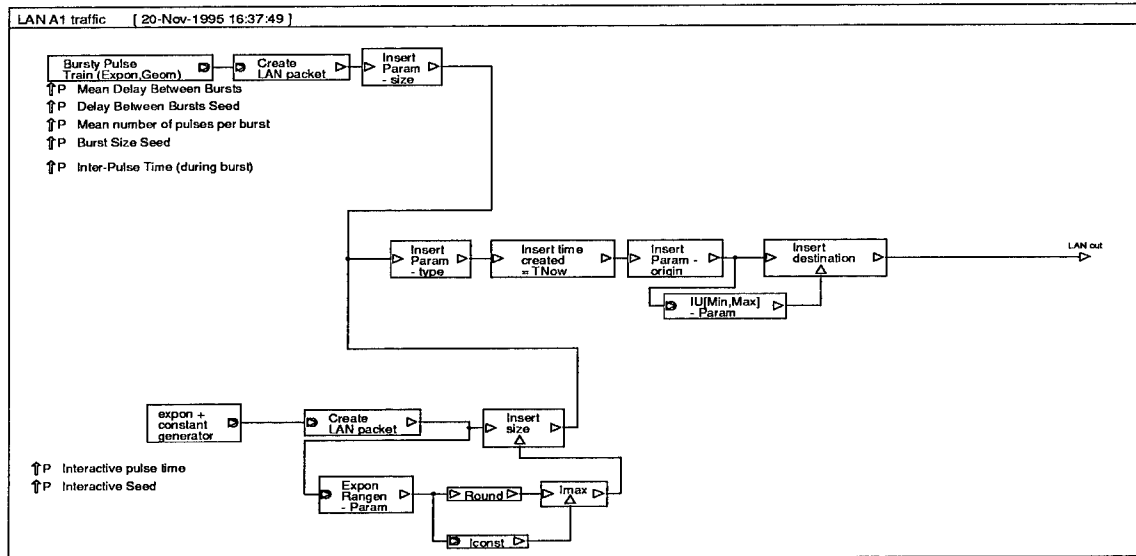 LAN A1 traffic [ 20-Nov-1995 16:37:49 ]
Bursty Pulse
Train (Expon,Geom)
Create
LAN packet
Insert
Param
- size
P Mean Delay Between Bursts
P Delay Between Bursts Seed
P Mean number of pulses per burst
P Burst Size Seed
P Inter-Pulse Time (during burst)
Insert
Param
- type
Insert time
created
= TNow
Insert
Param -
origin
Insert
destination
LAN out
IU[Min,Max]
- Param
expon +
constant
generator
Create
LAN packet
Insert
size
P Interactive pulse time
P Interactive Seed
Expon
Rangen
- Param
Round
Imax
Iconst